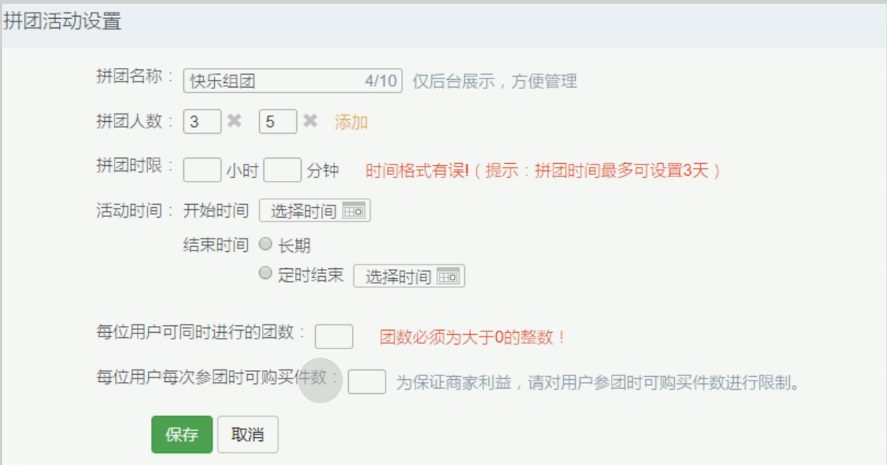 拼团活动设置
拼团名称： 快乐组团 4/10 仅后台展示，方便管理
拼团人数： 3 ✖ 5 ✖ 添加
拼团时限： 小时 分钟 时间格式有误!（提示：拼团时间最多可设置3天）
活动时间： 开始时间 选择时间
结束时间 长期
定时结束 选择时间
每位用户可同时进行的团数： 团数必须为大于0的整数！
每位用户每次参团时可购买件数： 为保证商家利益，请对用户参团时可购买件数进行限制。
保存 取消